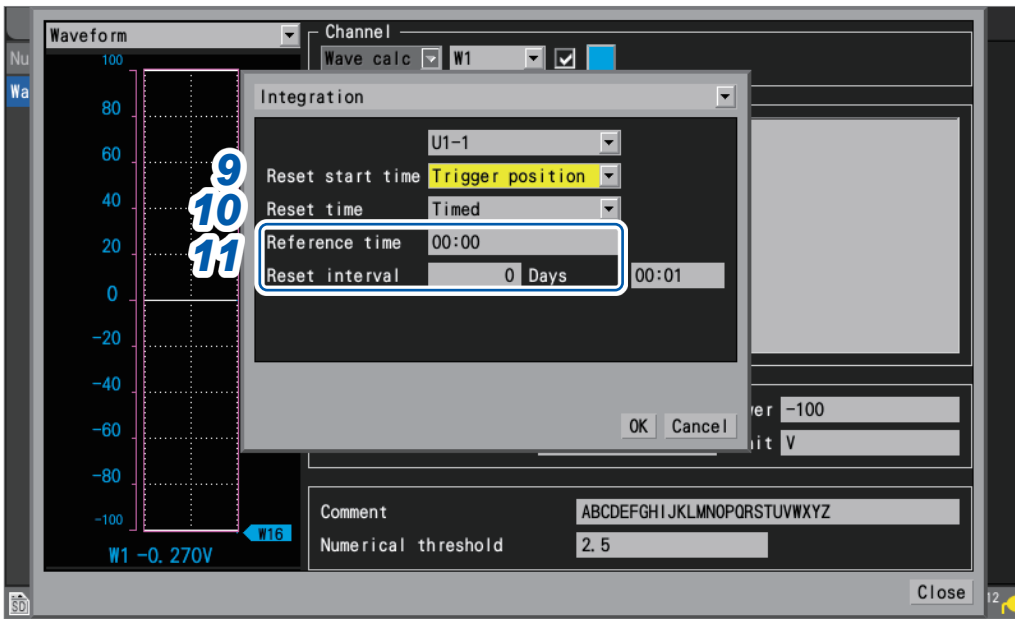 Waveform
Channel
Nu
Wave calc W1
Wa
100
80
60
40
20
0
-20
-40
-60
-80
-100
W16
W1 -0.270V
Integration
U1-1
9 Reset start time Trigger position
10 Reset time Timed
11 Reference time 00:00
Reset interval 0 Days 00:01
OK Cancel
er -100
it V
Comment ABCDEFGHIJKLMNOPQRSTUVWXYZ
Numerical threshold 2.5
Close
SD
12